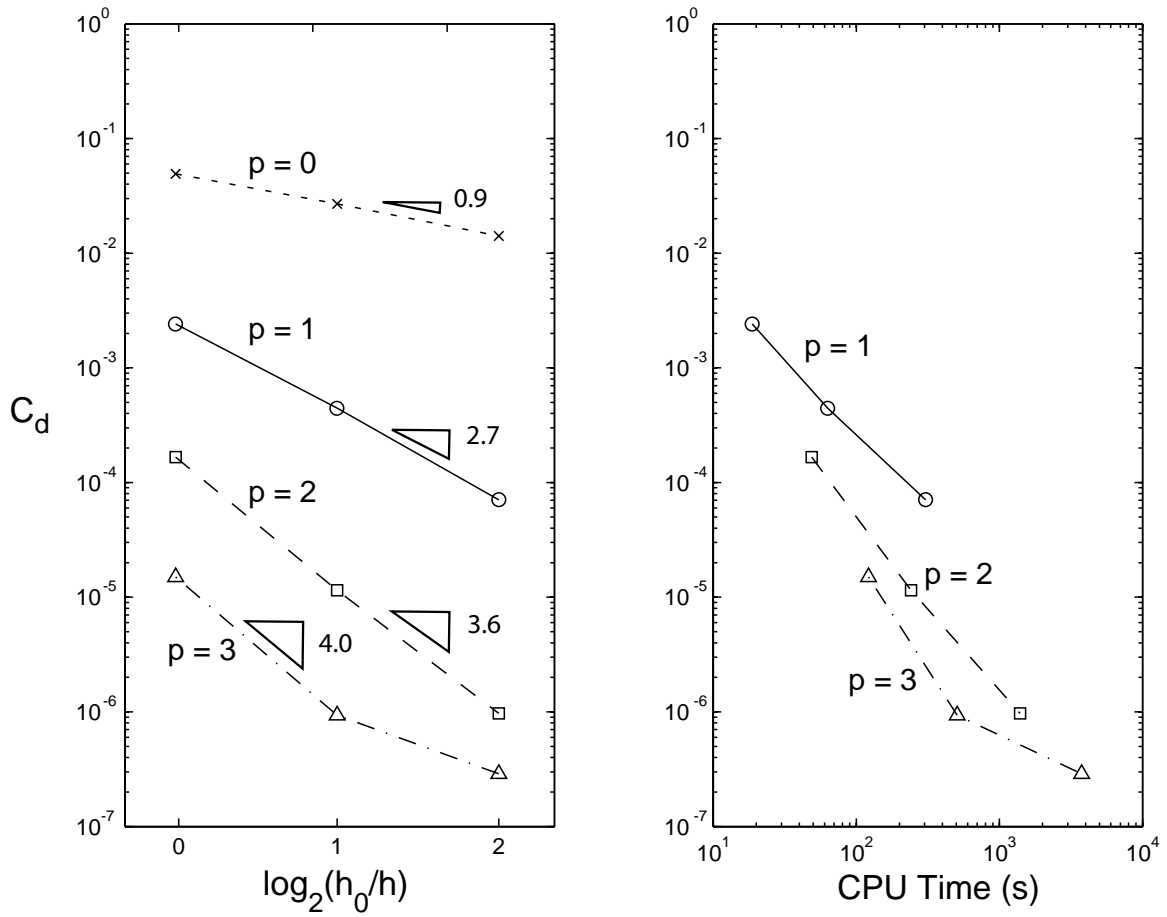 10^0
10^-1
10^-2
10^-3
10^-4
10^-5
10^-6
10^-7
C_d
p = 0
0.9
p = 1
2.7
p = 2
3.6
p = 3
4.0
0 1 2
log_2(h_0/h)
10^0
10^-1
10^-2
10^-3
10^-4
10^-5
10^-6
10^-7
p = 1
p = 2
p = 3
10^1 10^2 10^3 10^4
CPU Time (s)